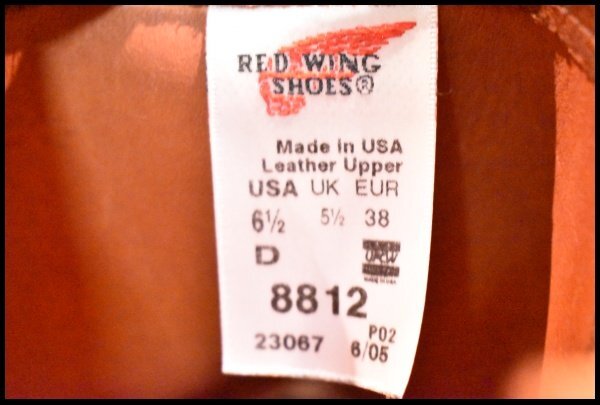 RED WING
SHOES®
Made in USA
Leather Upper
USA UK EUR
6½ 5½ 38
D
8812
P02
23067 6/05